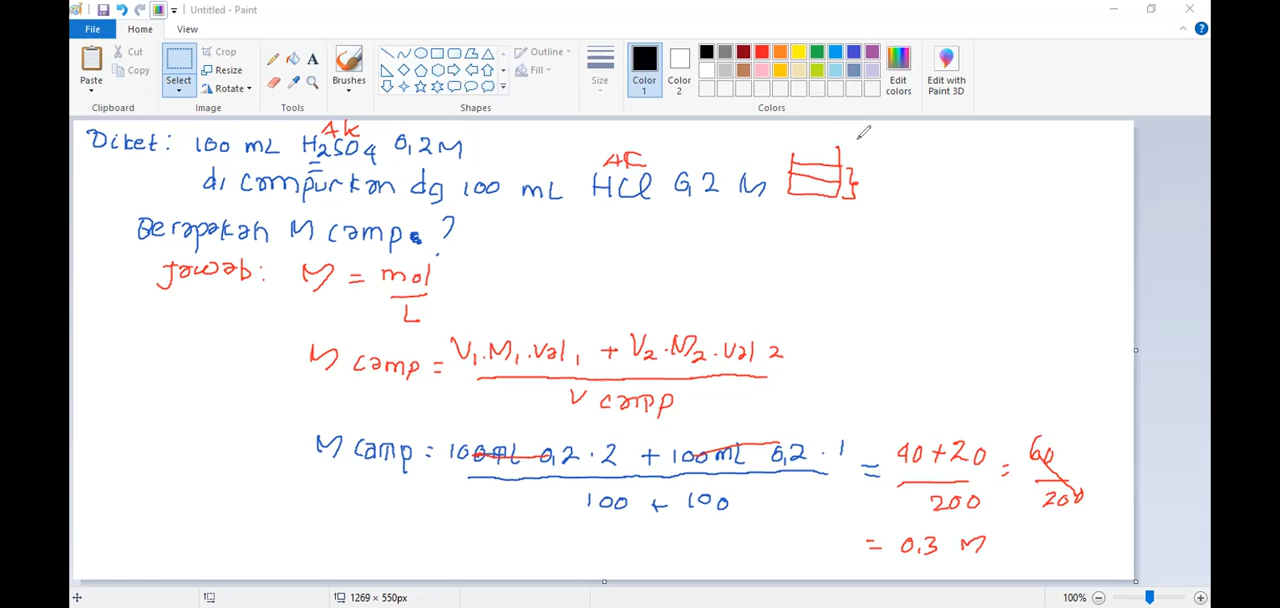 Untitled - Paint
File Home View
Paste Cut Copy
Clipboard
Select Crop Resize Rotate
Image
A
Tools
Brushes
Shapes
Outline
Fill
Size
Color 1
Color 2
Colors
Edit colors
Edit with Paint 3D
AK
Diket: 100 mL H2SO4 0,2 M
AK
di campurkan dg 100 mL HCl 0,2 M
Berapakah M camp. ?
Jawab: M = mol
L
M camp = V1.M1.val1 + V2.M2.val2
V camp
M camp = 100 mL 0,2 . 2 + 100 mL 0,2 . 1 = 40+20 = 60
100 + 100 200 200
= 0.3 M
1269 × 550px
100%